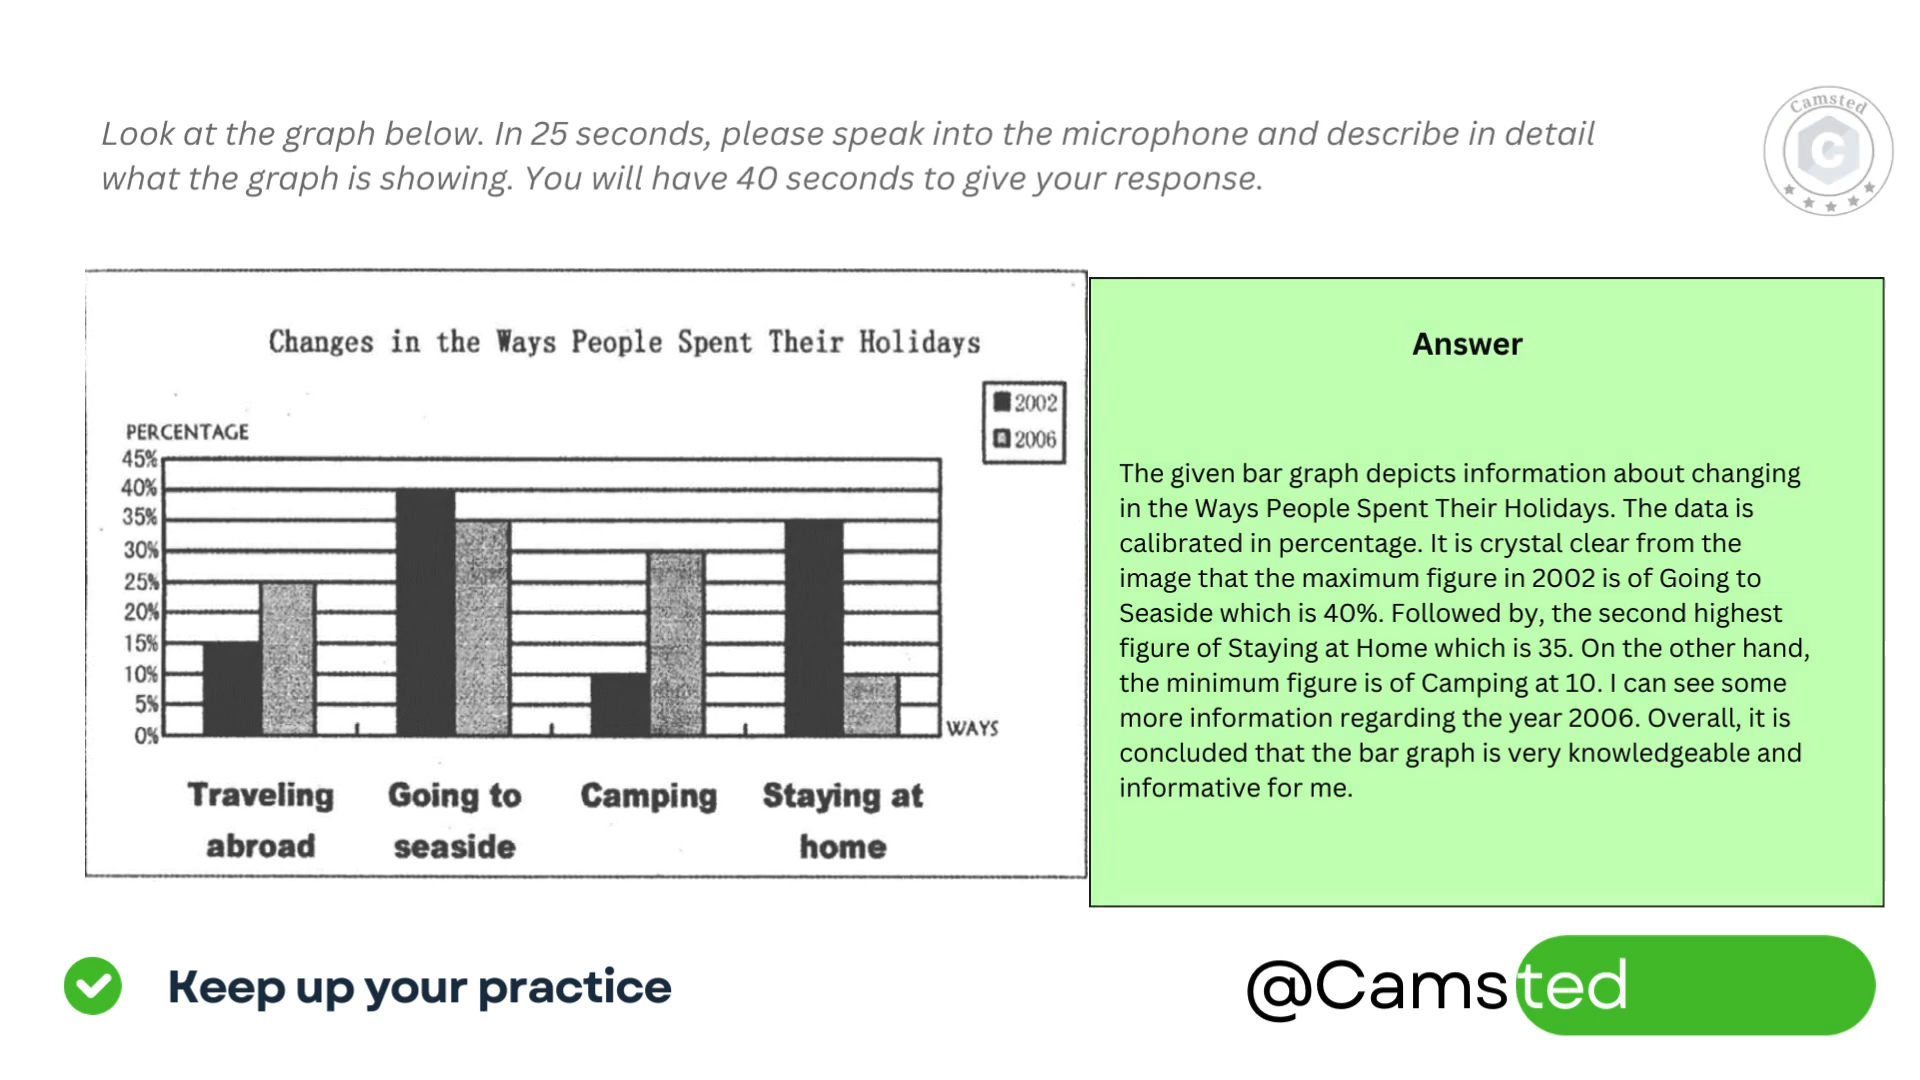 Look at the graph below. In 25 seconds, please speak into the microphone and describe in detail
what the graph is showing. You will have 40 seconds to give your response.
Camsted
C
Changes in the Ways People Spent Their Holidays
2002
2006
PERCENTAGE
45%
40%
35%
30%
25%
20%
15%
10%
5%
0%
WAYS
Traveling
abroad
Going to
seaside
Camping
Staying at
home
Answer
The given bar graph depicts information about changing
in the Ways People Spent Their Holidays. The data is
calibrated in percentage. It is crystal clear from the
image that the maximum figure in 2002 is of Going to
Seaside which is 40%. Followed by, the second highest
figure of Staying at Home which is 35. On the other hand,
the minimum figure is of Camping at 10. I can see some
more information regarding the year 2006. Overall, it is
concluded that the bar graph is very knowledgeable and
informative for me.
Keep up your practice
@Camsted